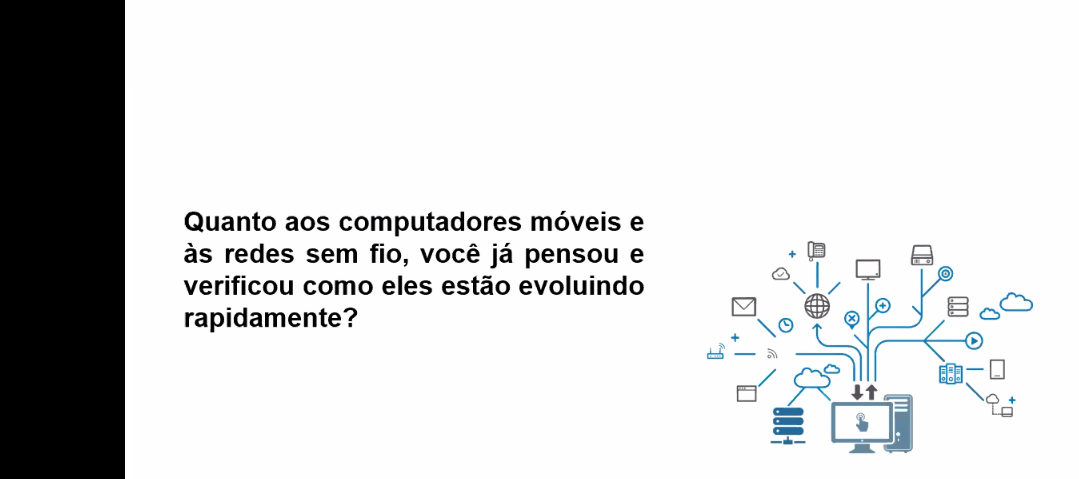 Quanto aos computadores móveis e
às redes sem fio, você já pensou e
verificou como eles estão evoluindo
rapidamente?